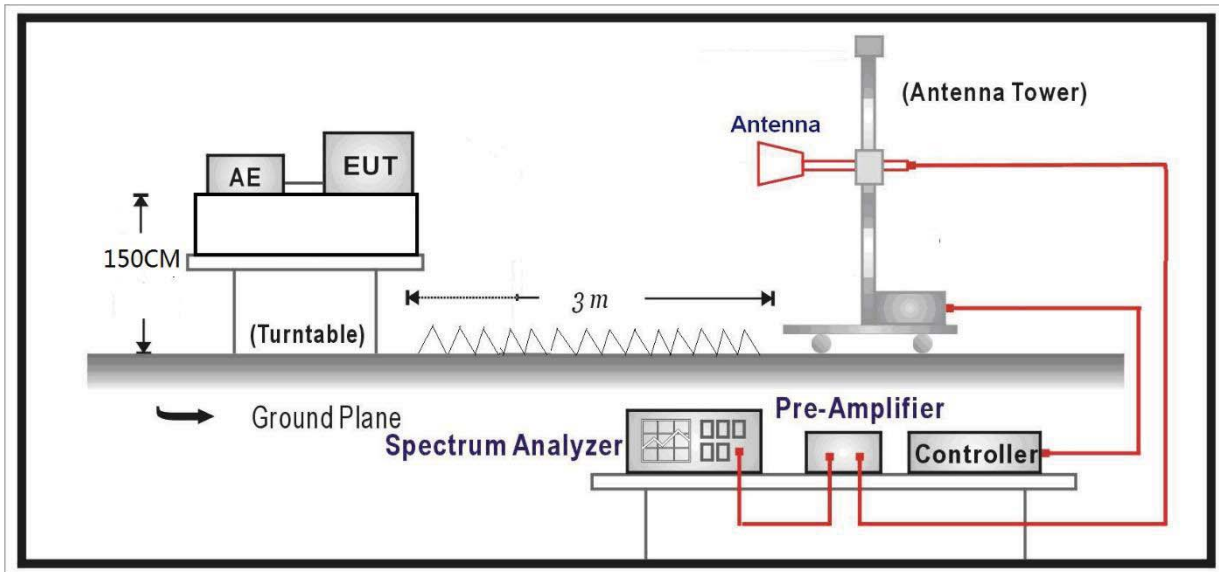 (Antenna Tower)
Antenna
AE
EUT
150CM
3 m
(Turntable)
Ground Plane
Pre-Amplifier
Spectrum Analyzer
Controller